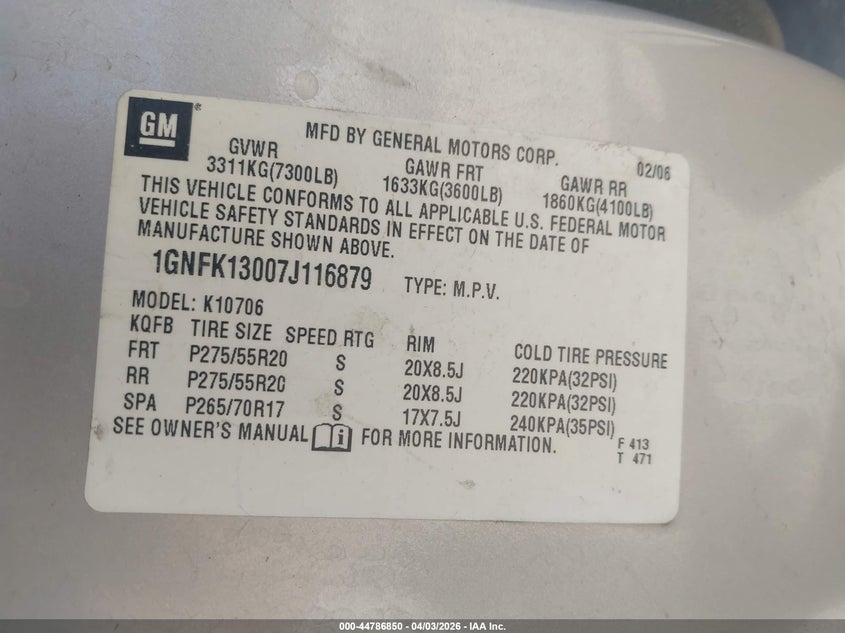 GM
MFD BY GENERAL MOTORS CORP. 02/06
GVWR GAWR FRT GAWR RR
3311KG(7300LB) 1633KG(3600LB) 1860KG(4100LB)
THIS VEHICLE CONFORMS TO ALL APPLICABLE U.S. FEDERAL MOTOR
VEHICLE SAFETY STANDARDS IN EFFECT ON THE DATE OF
MANUFACTURE SHOWN ABOVE.
1GNFK13007J116879 TYPE: M.P.V.
MODEL: K10706
KQFB TIRE SIZE SPEED RTG RIM COLD TIRE PRESSURE
FRT P275/55R20 S 20X8.5J 220KPA(32PSI)
RR P275/55R20 S 20X8.5J 220KPA(32PSI)
SPA P265/70R17 S 17X7.5J 240KPA(35PSI)
SEE OWNER'S MANUAL i FOR MORE INFORMATION.
F 413
T 471
000-44786850 - 04/03/2026 - IAA Inc.